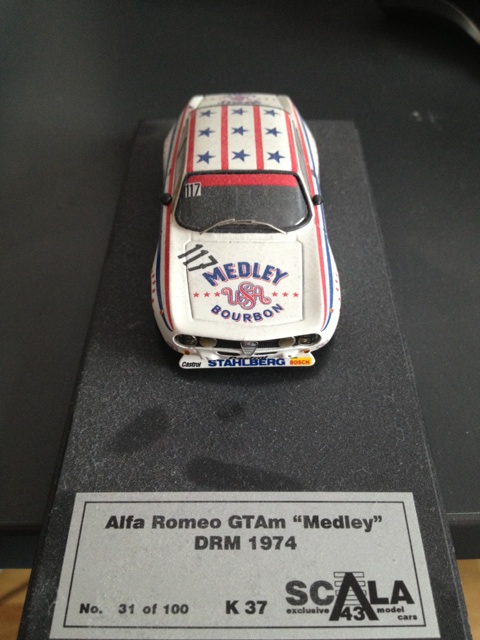 117
117
MEDLEY
USA
BOURBON
Castrol STAHLBERG BOSCH
Alfa Romeo GTAm “Medley”
DRM 1974
No. 31 of 100 K 37
SCALA
exclusive 43 model
cars